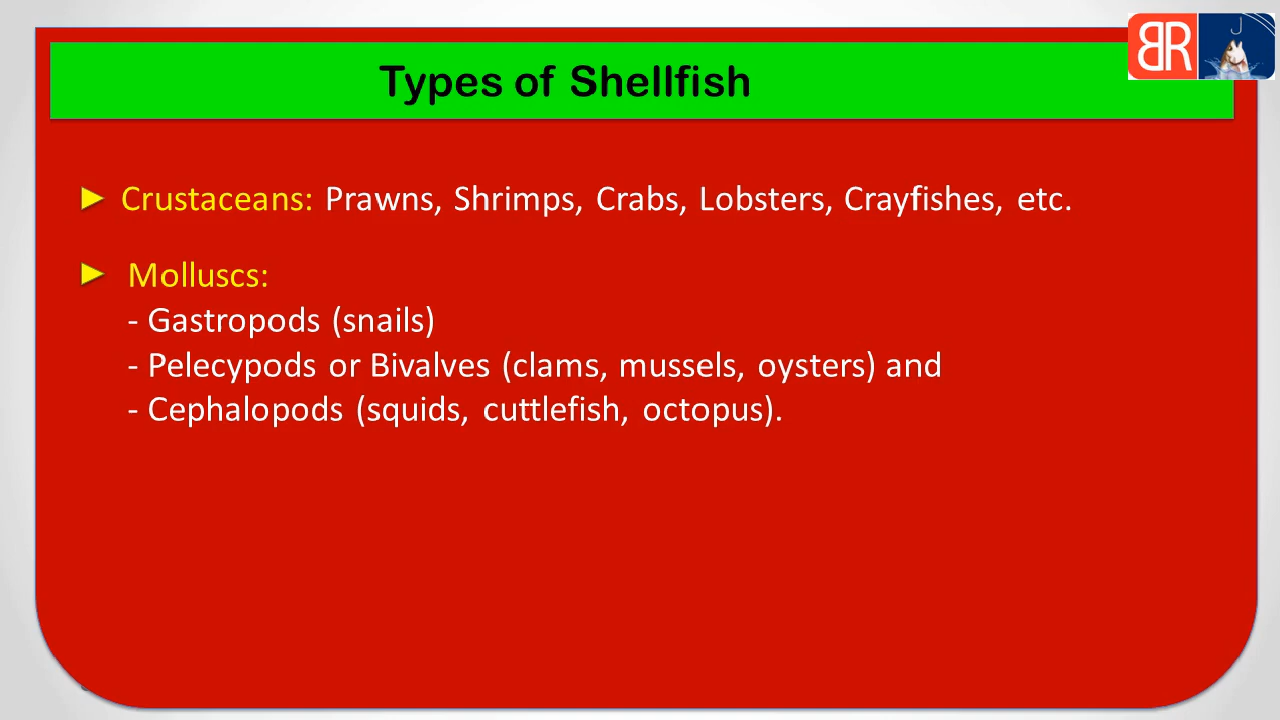 BR
Types of Shellfish
► Crustaceans: Prawns, Shrimps, Crabs, Lobsters, Crayfishes, etc.
► Molluscs:
- Gastropods (snails)
- Pelecypods or Bivalves (clams, mussels, oysters) and
- Cephalopods (squids, cuttlefish, octopus).